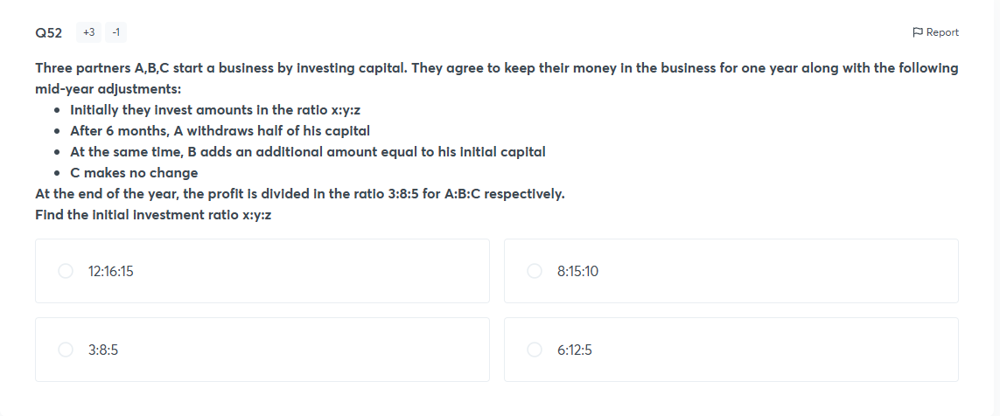 Q52 +3 -1 Report
Three partners A,B,C start a business by investing capital. They agree to keep their money in the business for one year along with the following
mid-year adjustments:
• Initially they invest amounts in the ratio x:y:z
• After 6 months, A withdraws half of his capital
• At the same time, B adds an additional amount equal to his initial capital
• C makes no change
At the end of the year, the profit is divided in the ratio 3:8:5 for A:B:C respectively.
Find the initial investment ratio x:y:z
12:16:15
8:15:10
3:8:5
6:12:5